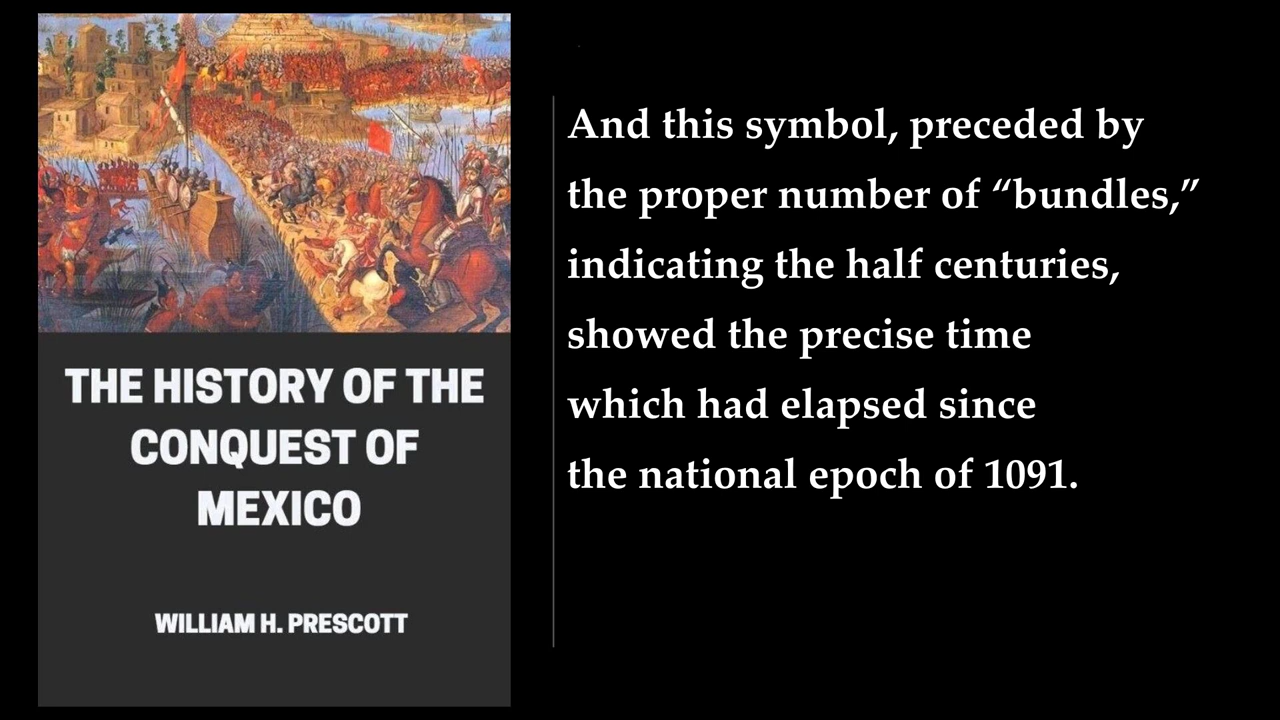 THE HISTORY OF THE
CONQUEST OF
MEXICO
WILLIAM H. PRESCOTT
And this symbol, preceded by
the proper number of “bundles,”
indicating the half centuries,
showed the precise time
which had elapsed since
the national epoch of 1091.